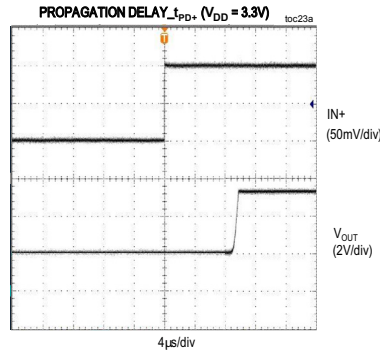 PROPAGATION DELAY_tPD+ (VDD = 3.3V)
toc23a
T
IN+
(50mV/div)
VOUT
(2V/div)
4µs/div